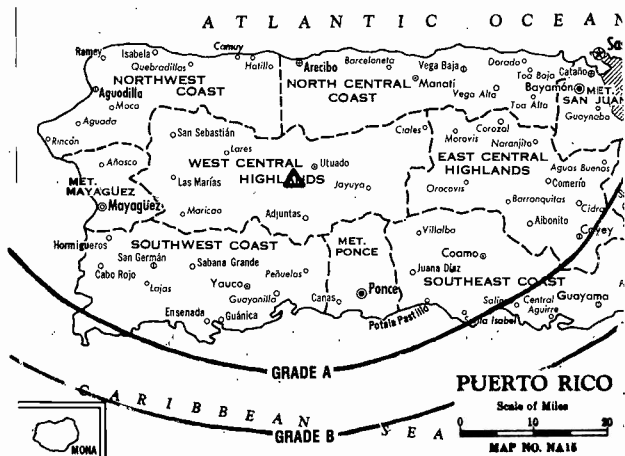 ATLANTIC OCEAN
Ramey
Isabela
Camuy
Quebradillas
Hatillo
Arecibo
Barceloneta
Vega Baja
Dorado
Cataño
Toa Baja
Bayamón
MET.
SAN JUAN
NORTHWEST
COAST
NORTH CENTRAL
COAST
Manatí
Vega Alta
Toa Alta
Guaynabo
Aguadilla
Moca
Aguada
Rincón
San Sebastián
Ciales
Morovis
Corozal
Naranjito
Lares
Añasco
WEST CENTRAL
HIGHLANDS
Utuado
EAST CENTRAL
HIGHLANDS
Aguas Buenas
MET.
MAYAGÜEZ
Las Marías
Jayuya
Orocovis
Comerío
Mayagüez
Maricao
Adjuntas
Barranquitas
Cidra
Aibonito
Cayey
Hormigueros
SOUTHWEST COAST
MET.
PONCE
Villalba
Coamo
San Germán
Sabana Grande
Peñuelas
Juana Díaz
SOUTHEAST COAST
Cabo Rojo
Lajas
Yauco
Guayanilla
Canas
Ponce
Salinas
Central
Aguirre
Guayama
Ensenada
Guánica
Potala Pastillo
Isabel
GRADE A
CARIBBEAN SEA
GRADE B
PUERTO RICO
Scale of Miles
0 10 20
MAP NO. NA15
MONA